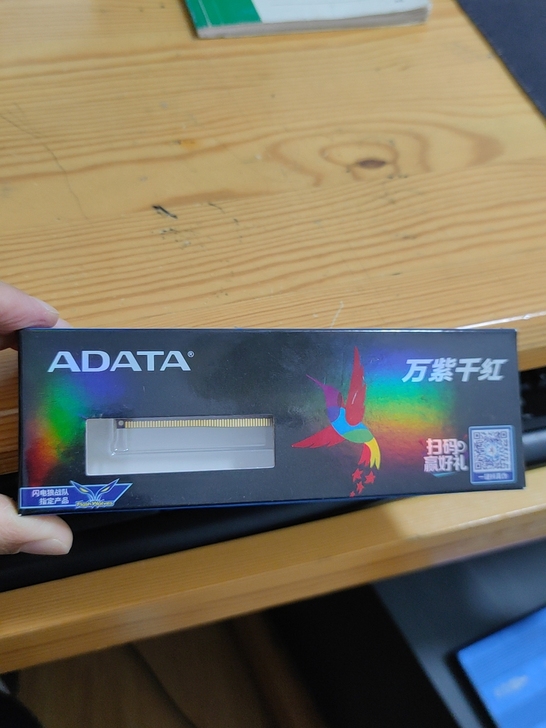 ADATA®
万紫千红
扫码
赢好礼
闪电狼战队
指定产品